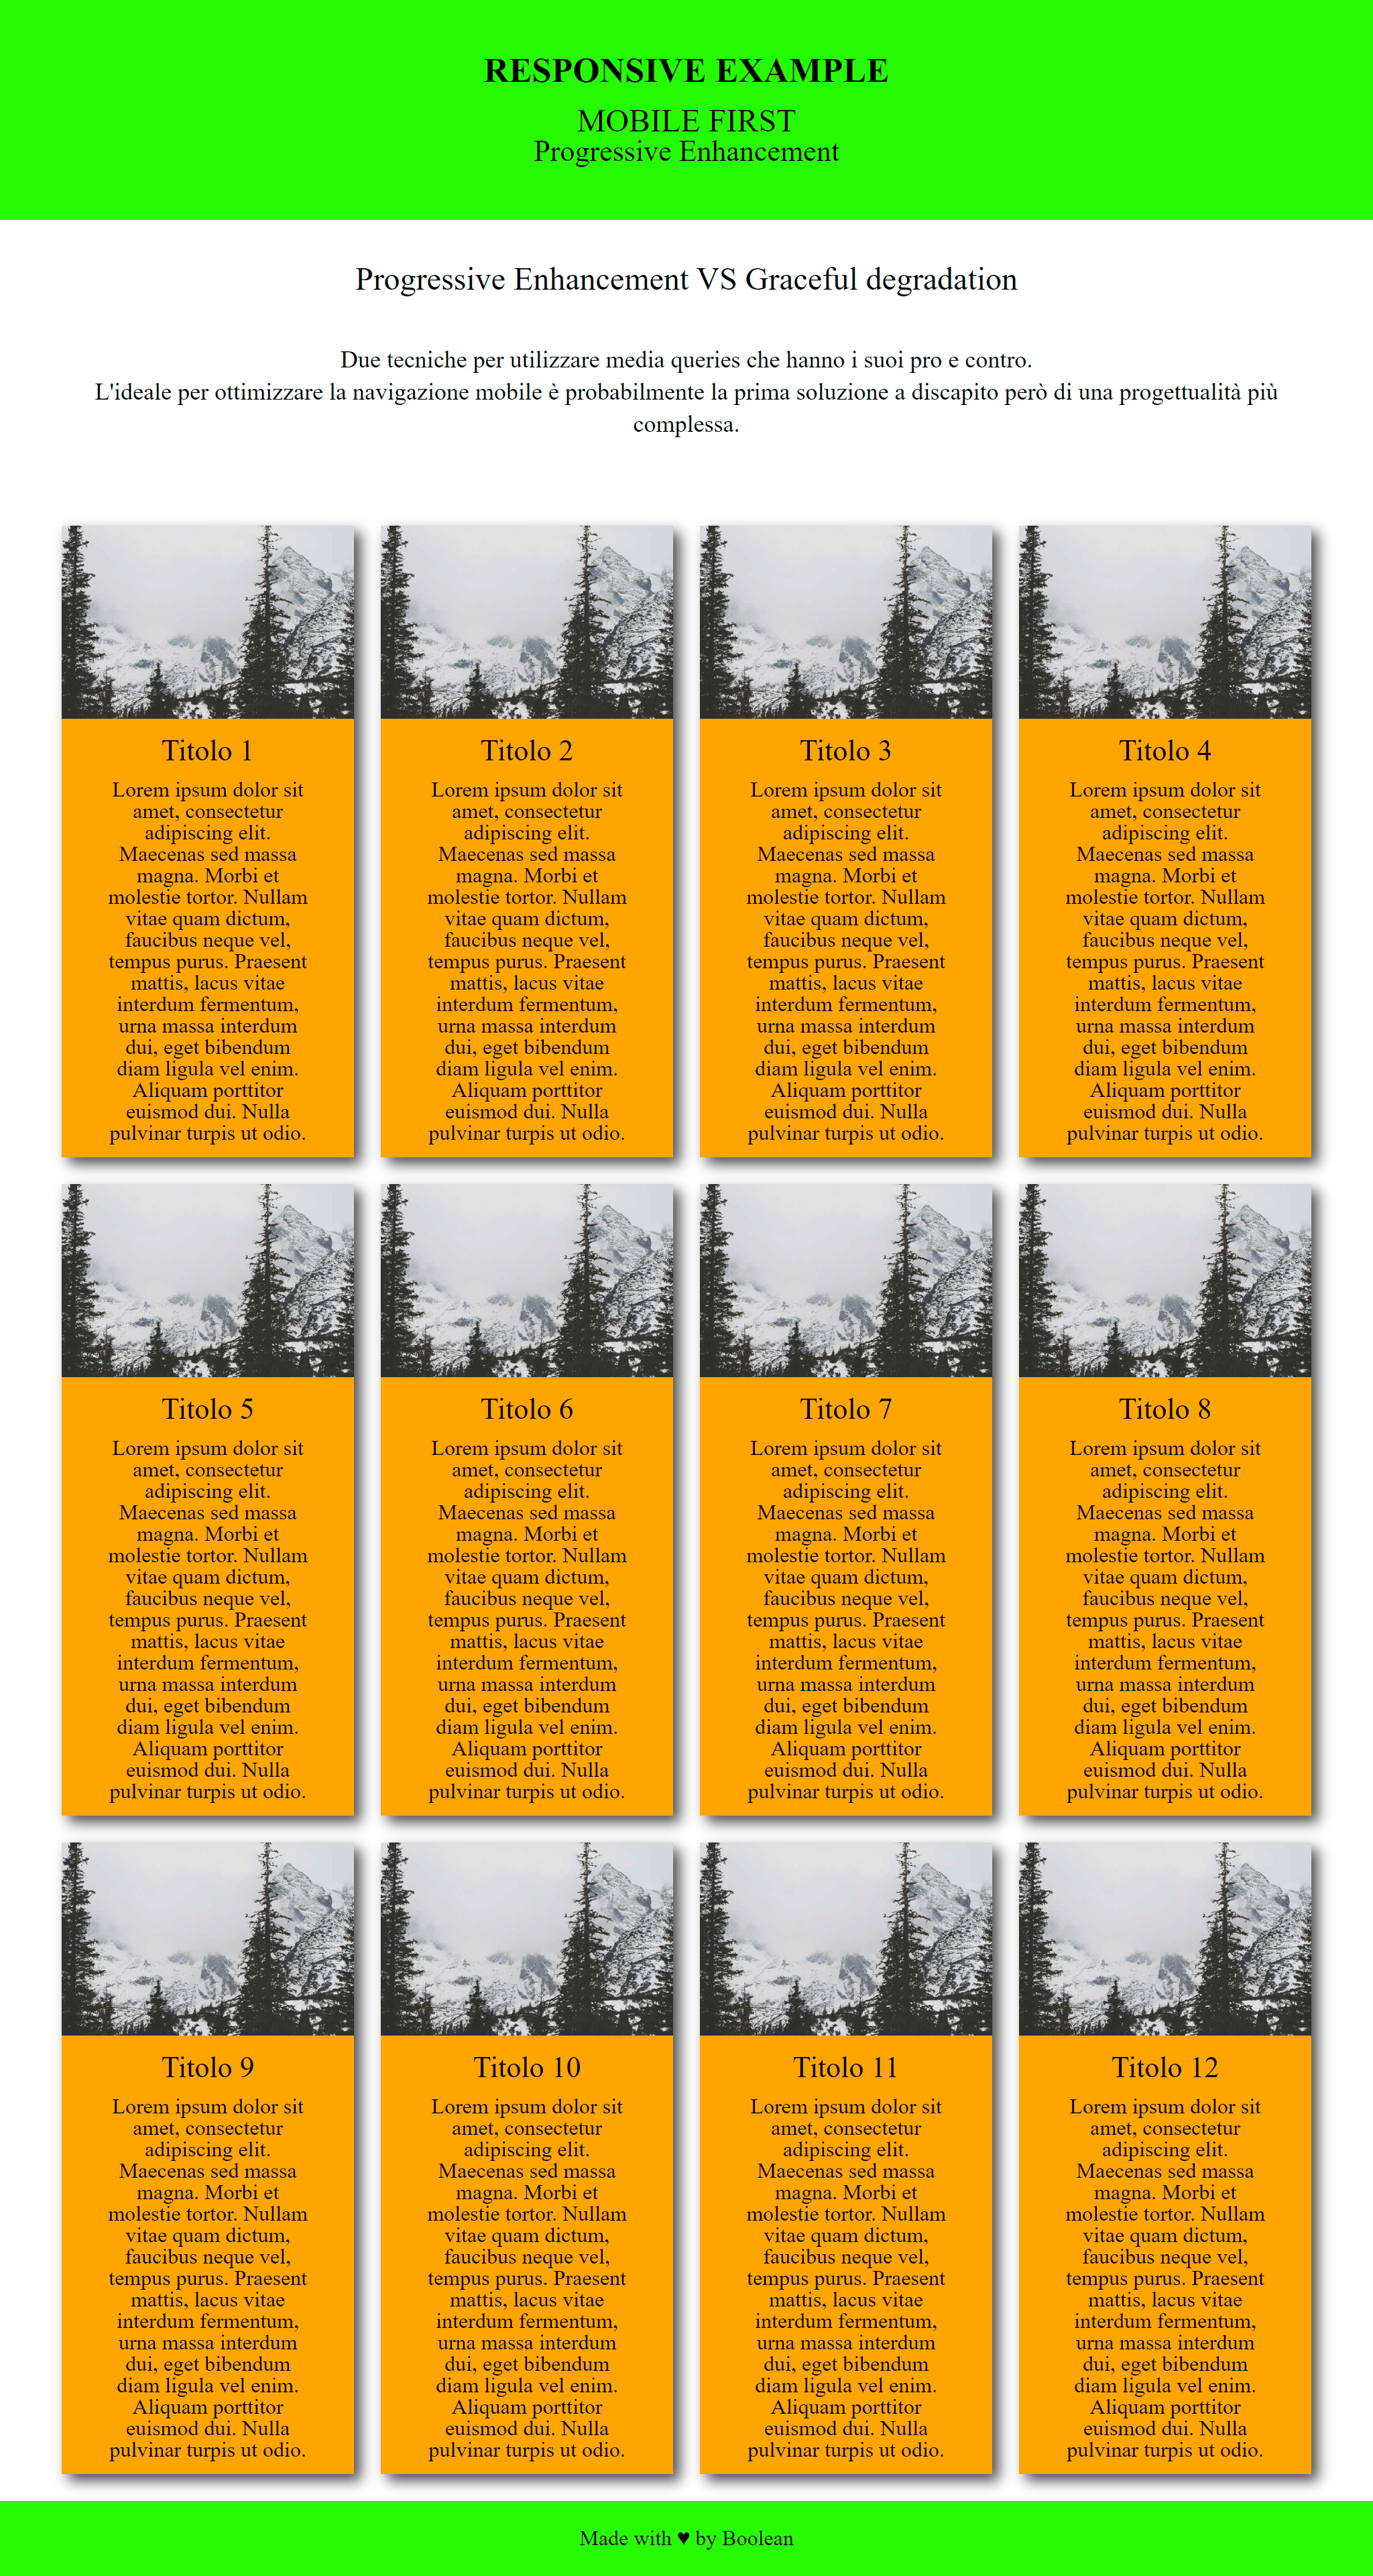 RESPONSIVE EXAMPLE
MOBILE FIRST
Progressive Enhancement
Progressive Enhancement VS Graceful degradation
Due tecniche per utilizzare media queries che hanno i suoi pro e contro.
L'ideale per ottimizzare la navigazione mobile è probabilmente la prima soluzione a discapito però di una progettualità più
complessa.
Titolo 1
Lorem ipsum dolor sit
amet, consectetur
adipiscing elit.
Maecenas sed massa
magna. Morbi et
molestie tortor. Nullam
vitae quam dictum,
faucibus neque vel,
tempus purus. Praesent
mattis, lacus vitae
interdum fermentum,
urna massa interdum
dui, eget bibendum
diam ligula vel enim.
Aliquam porttitor
euismod dui. Nulla
pulvinar turpis ut odio.
Titolo 2
Lorem ipsum dolor sit
amet, consectetur
adipiscing elit.
Maecenas sed massa
magna. Morbi et
molestie tortor. Nullam
vitae quam dictum,
faucibus neque vel,
tempus purus. Praesent
mattis, lacus vitae
interdum fermentum,
urna massa interdum
dui, eget bibendum
diam ligula vel enim.
Aliquam porttitor
euismod dui. Nulla
pulvinar turpis ut odio.
Titolo 3
Lorem ipsum dolor sit
amet, consectetur
adipiscing elit.
Maecenas sed massa
magna. Morbi et
molestie tortor. Nullam
vitae quam dictum,
faucibus neque vel,
tempus purus. Praesent
mattis, lacus vitae
interdum fermentum,
urna massa interdum
dui, eget bibendum
diam ligula vel enim.
Aliquam porttitor
euismod dui. Nulla
pulvinar turpis ut odio.
Titolo 4
Lorem ipsum dolor sit
amet, consectetur
adipiscing elit.
Maecenas sed massa
magna. Morbi et
molestie tortor. Nullam
vitae quam dictum,
faucibus neque vel,
tempus purus. Praesent
mattis, lacus vitae
interdum fermentum,
urna massa interdum
dui, eget bibendum
diam ligula vel enim.
Aliquam porttitor
euismod dui. Nulla
pulvinar turpis ut odio.
Titolo 5
Lorem ipsum dolor sit
amet, consectetur
adipiscing elit.
Maecenas sed massa
magna. Morbi et
molestie tortor. Nullam
vitae quam dictum,
faucibus neque vel,
tempus purus. Praesent
mattis, lacus vitae
interdum fermentum,
urna massa interdum
dui, eget bibendum
diam ligula vel enim.
Aliquam porttitor
euismod dui. Nulla
pulvinar turpis ut odio.
Titolo 6
Lorem ipsum dolor sit
amet, consectetur
adipiscing elit.
Maecenas sed massa
magna. Morbi et
molestie tortor. Nullam
vitae quam dictum,
faucibus neque vel,
tempus purus. Praesent
mattis, lacus vitae
interdum fermentum,
urna massa interdum
dui, eget bibendum
diam ligula vel enim.
Aliquam porttitor
euismod dui. Nulla
pulvinar turpis ut odio.
Titolo 7
Lorem ipsum dolor sit
amet, consectetur
adipiscing elit.
Maecenas sed massa
magna. Morbi et
molestie tortor. Nullam
vitae quam dictum,
faucibus neque vel,
tempus purus. Praesent
mattis, lacus vitae
interdum fermentum,
urna massa interdum
dui, eget bibendum
diam ligula vel enim.
Aliquam porttitor
euismod dui. Nulla
pulvinar turpis ut odio.
Titolo 8
Lorem ipsum dolor sit
amet, consectetur
adipiscing elit.
Maecenas sed massa
magna. Morbi et
molestie tortor. Nullam
vitae quam dictum,
faucibus neque vel,
tempus purus. Praesent
mattis, lacus vitae
interdum fermentum,
urna massa interdum
dui, eget bibendum
diam ligula vel enim.
Aliquam porttitor
euismod dui. Nulla
pulvinar turpis ut odio.
Titolo 9
Lorem ipsum dolor sit
amet, consectetur
adipiscing elit.
Maecenas sed massa
magna. Morbi et
molestie tortor. Nullam
vitae quam dictum,
faucibus neque vel,
tempus purus. Praesent
mattis, lacus vitae
interdum fermentum,
urna massa interdum
dui, eget bibendum
diam ligula vel enim.
Aliquam porttitor
euismod dui. Nulla
pulvinar turpis ut odio.
Titolo 10
Lorem ipsum dolor sit
amet, consectetur
adipiscing elit.
Maecenas sed massa
magna. Morbi et
molestie tortor. Nullam
vitae quam dictum,
faucibus neque vel,
tempus purus. Praesent
mattis, lacus vitae
interdum fermentum,
urna massa interdum
dui, eget bibendum
diam ligula vel enim.
Aliquam porttitor
euismod dui. Nulla
pulvinar turpis ut odio.
Titolo 11
Lorem ipsum dolor sit
amet, consectetur
adipiscing elit.
Maecenas sed massa
magna. Morbi et
molestie tortor. Nullam
vitae quam dictum,
faucibus neque vel,
tempus purus. Praesent
mattis, lacus vitae
interdum fermentum,
urna massa interdum
dui, eget bibendum
diam ligula vel enim.
Aliquam porttitor
euismod dui. Nulla
pulvinar turpis ut odio.
Titolo 12
Lorem ipsum dolor sit
amet, consectetur
adipiscing elit.
Maecenas sed massa
magna. Morbi et
molestie tortor. Nullam
vitae quam dictum,
faucibus neque vel,
tempus purus. Praesent
mattis, lacus vitae
interdum fermentum,
urna massa interdum
dui, eget bibendum
diam ligula vel enim.
Aliquam porttitor
euismod dui. Nulla
pulvinar turpis ut odio.
Made with ♥ by Boolean